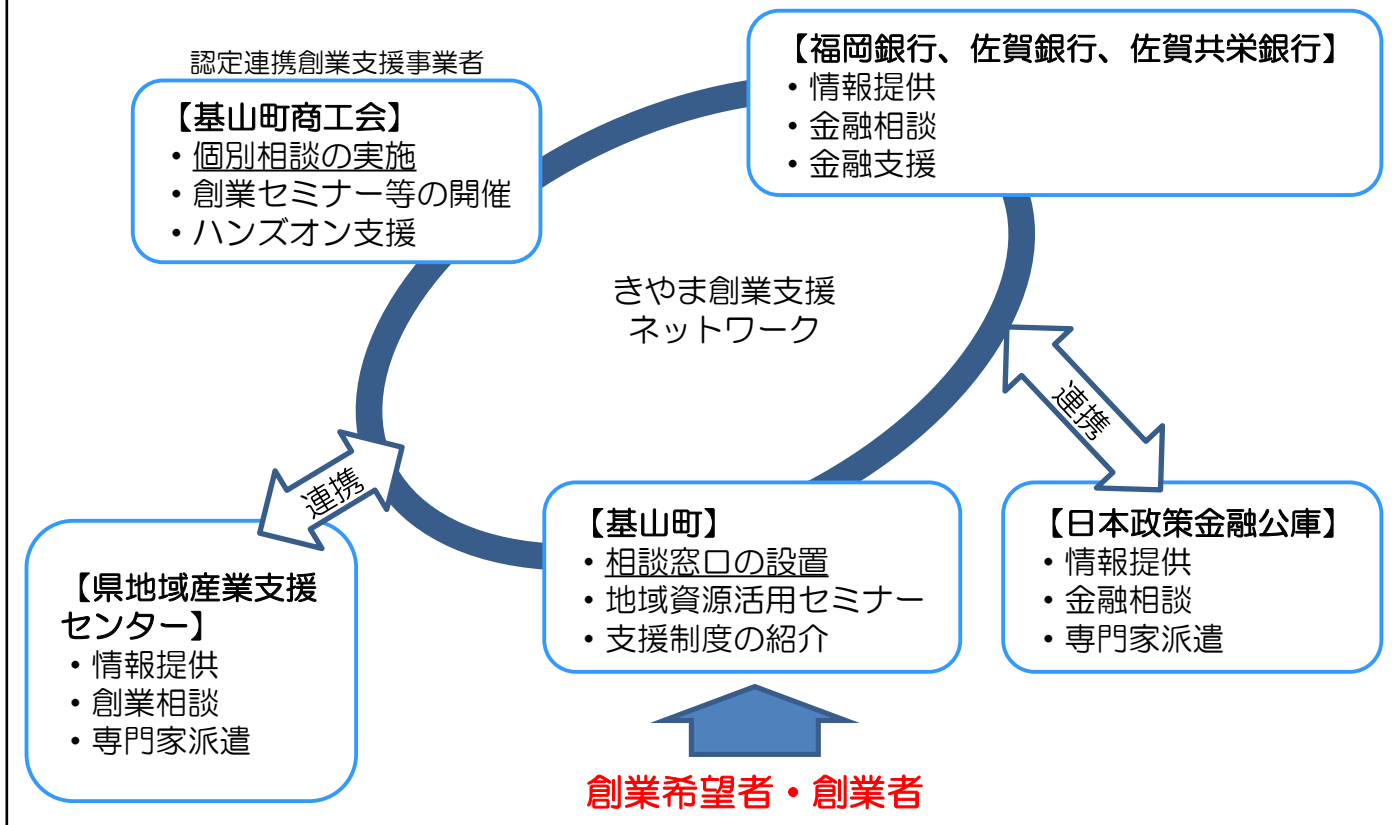 認定連携創業支援事業者
【基山町商工会】
・個別相談の実施
・創業セミナー等の開催
・ハンズオン支援
【福岡銀行、佐賀銀行、佐賀共栄銀行】
・情報提供
・金融相談
・金融支援
きやま創業支援
ネットワーク
連携
連携
【県地域産業支援
センター】
・情報提供
・創業相談
・専門家派遣
【基山町】
・相談窓口の設置
・地域資源活用セミナー
・支援制度の紹介
【日本政策金融公庫】
・情報提供
・金融相談
・専門家派遣
創業希望者・創業者